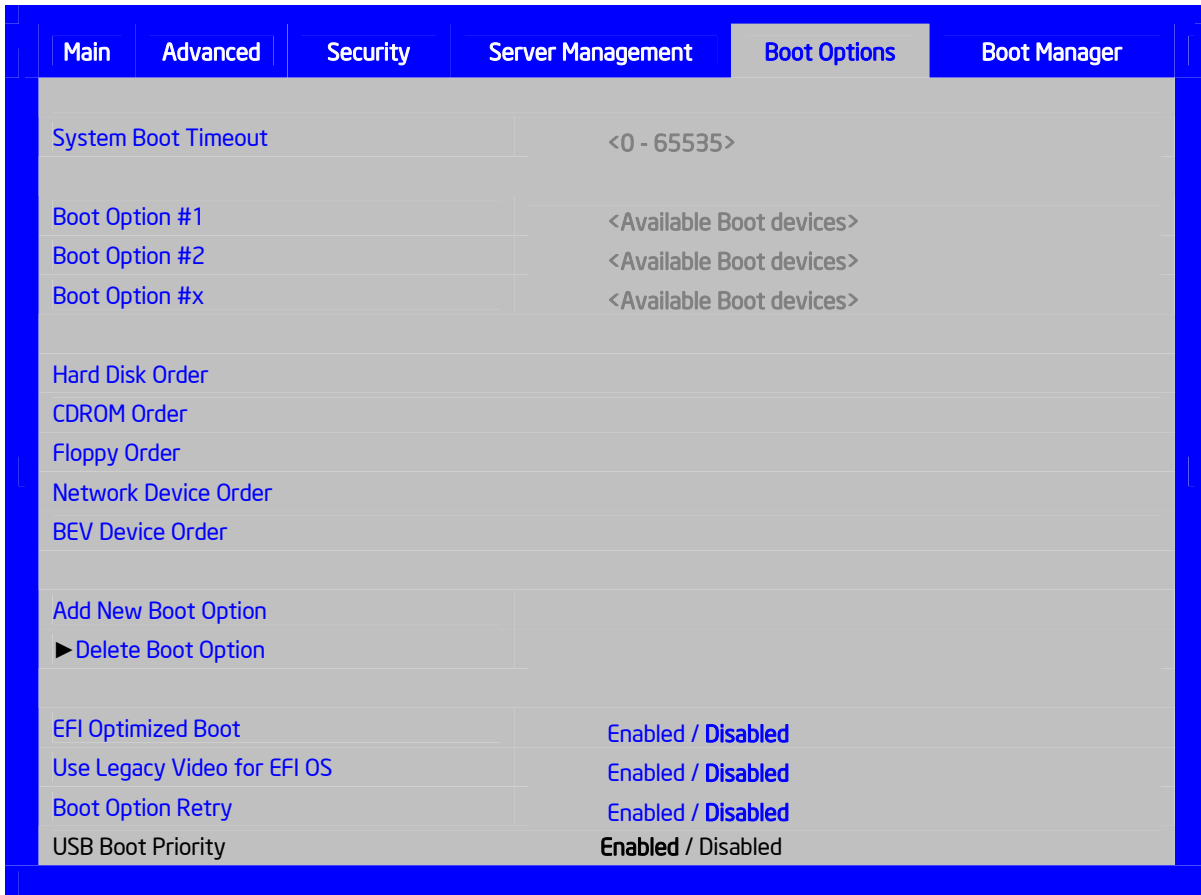 Main Advanced Security Server Management Boot Options Boot Manager
System Boot Timeout <0 - 65535>
Boot Option #1 <Available Boot devices>
Boot Option #2 <Available Boot devices>
Boot Option #x <Available Boot devices>
Hard Disk Order
CDROM Order
Floppy Order
Network Device Order
BEV Device Order
Add New Boot Option
►Delete Boot Option
EFI Optimized Boot Enabled / Disabled
Use Legacy Video for EFI OS Enabled / Disabled
Boot Option Retry Enabled / Disabled
USB Boot Priority Enabled / Disabled